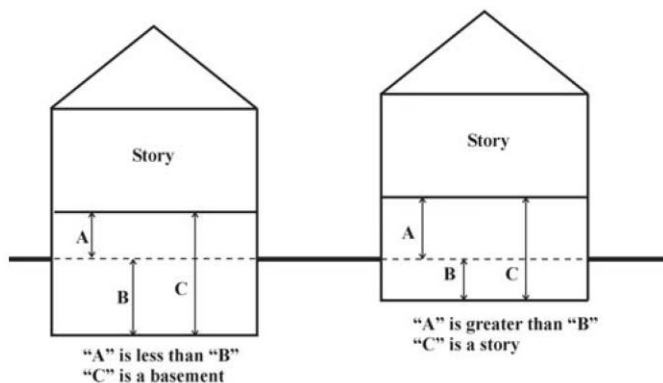 Story
A
B
C
"A" is less than "B"
"C" is a basement
Story
A
B
C
"A" is greater than "B"
"C" is a story